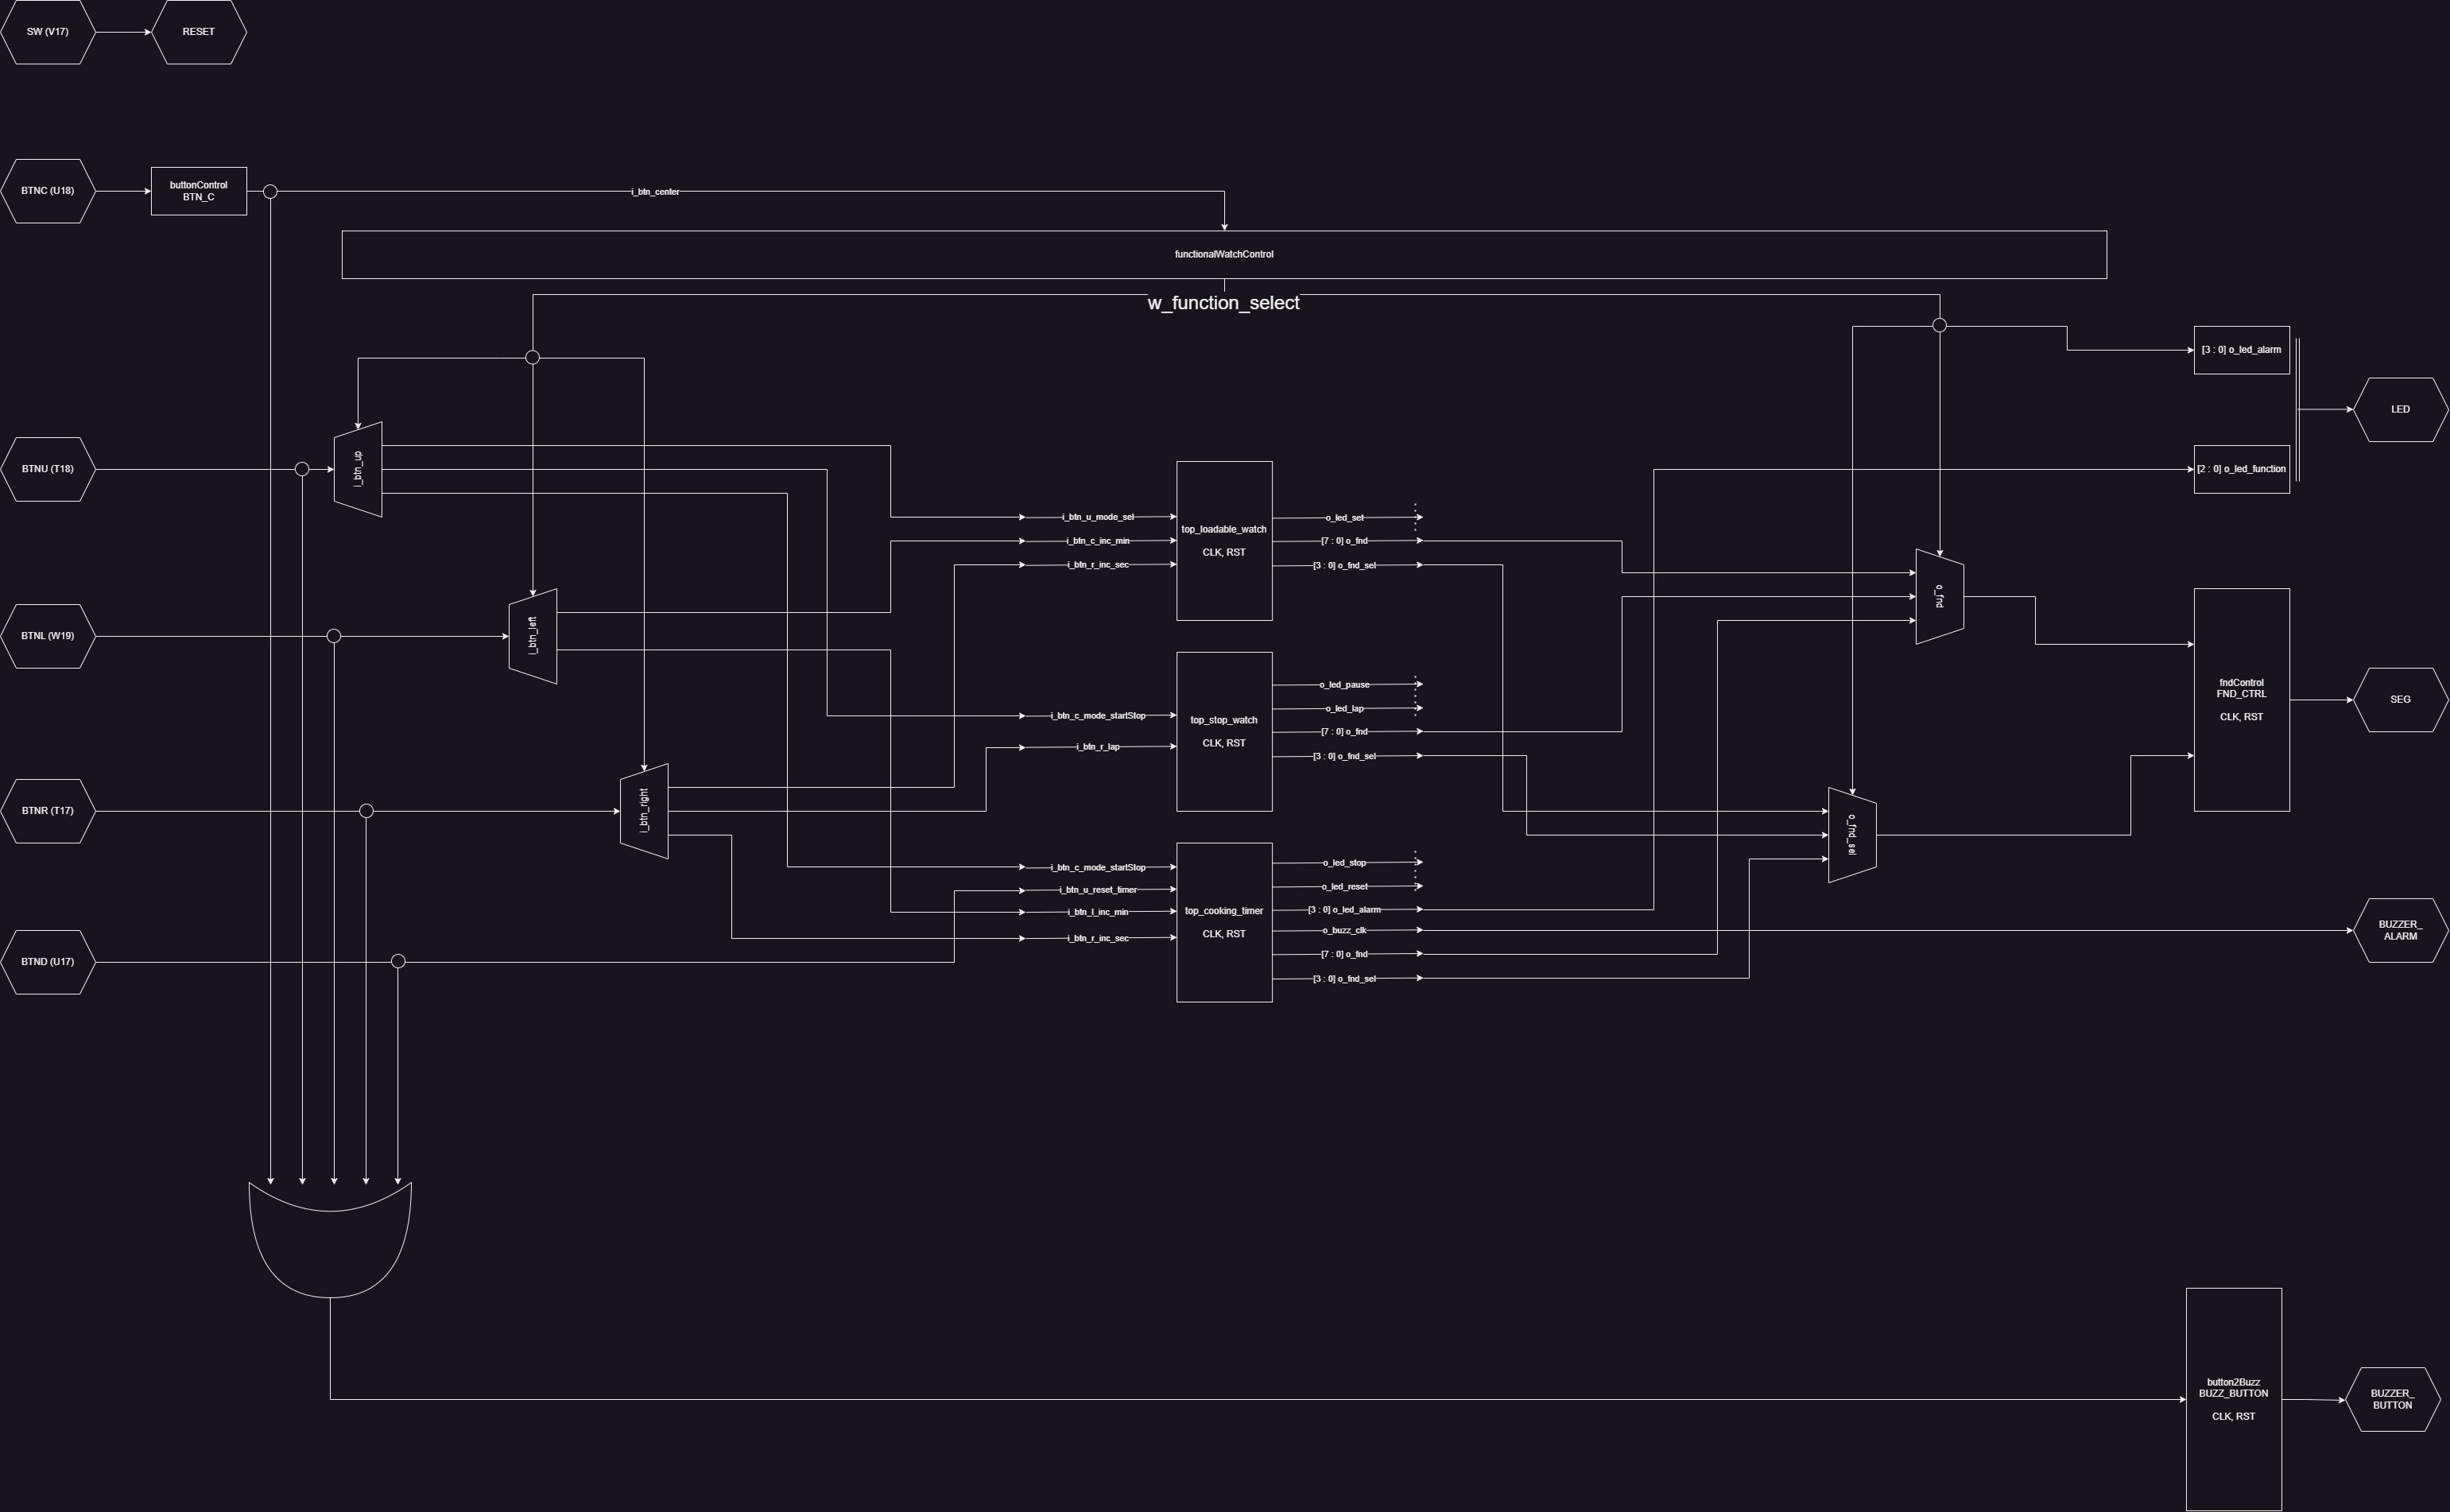 SW (V17)
RESET
BTNC (U18)
buttonControl
BTN_C
i_btn_center
functionalWatchControl
w_function_select
[3 : 0] o_led_alarm
LED
BTNU (T18)
i_btn_up
[2 : 0] o_led_function
i_btn_u_mode_sel
i_btn_c_inc_min
i_btn_r_inc_sec
top_loadable_watch
CLK, RST
o_led_set
[7 : 0] o_fnd
[3 : 0] o_fnd_sel
o_fnd
BTNL (W19)
i_btn_left
i_btn_c_mode_startStop
i_btn_r_lap
top_stop_watch
CLK, RST
o_led_pause
o_led_lap
[7 : 0] o_fnd
[3 : 0] o_fnd_sel
fndControl
FND_CTRL
CLK, RST
SEG
BTNR (T17)
i_btn_right
o_fnd_sel
i_btn_c_mode_startStop
i_btn_u_reset_timer
i_btn_l_inc_min
i_btn_r_inc_sec
top_cooking_timer
CLK, RST
o_led_stop
o_led_reset
[3 : 0] o_led_alarm
o_buzz_clk
[7 : 0] o_fnd
[3 : 0] o_fnd_sel
BUZZER_
ALARM
BTND (U17)
button2Buzz
BUZZ_BUTTON
CLK, RST
BUZZER_
BUTTON